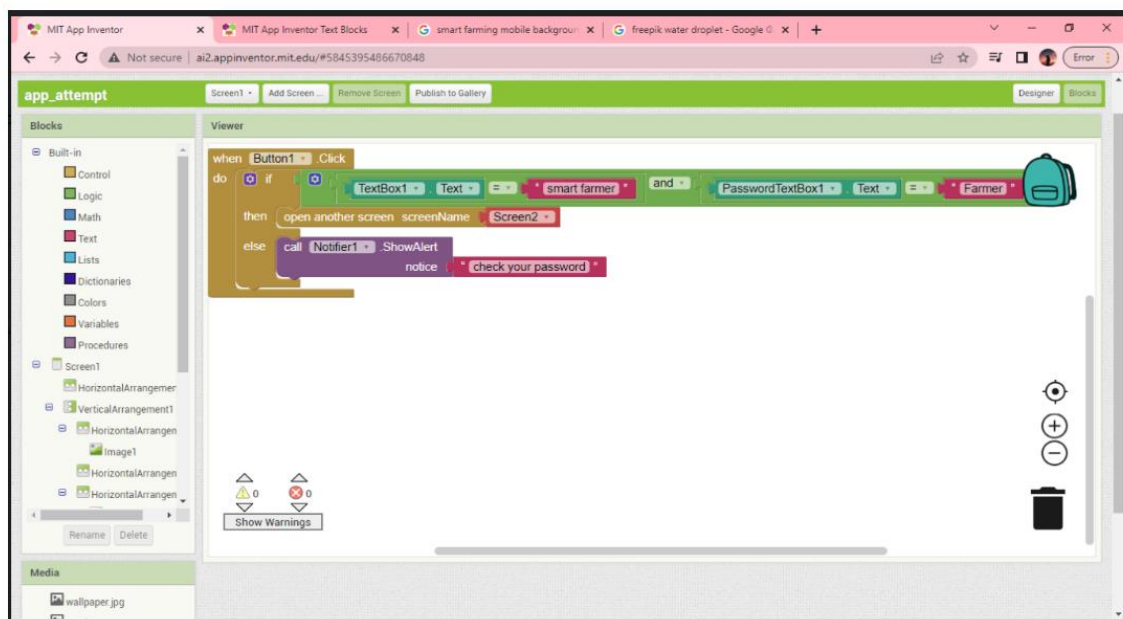 MIT App Inventor
MIT App Inventor Text Blocks
smart farming mobile backgroun
freepik water droplet - Google
Not secure
ai2.appinventor.mit.edu/#5845395486670848
Error
app_attempt
Screen1
Add Screen ...
Remove Screen
Publish to Gallery
Designer
Blocks
Blocks
Viewer
Built-in
Control
Logic
Math
Text
Lists
Dictionaries
Colors
Variables
Procedures
Screen1
HorizontalArrangemer
VerticalArrangement1
HorizontalArrangen
Image1
HorizontalArrangen
HorizontalArrangen
Rename
Delete
Media
wallpaper.jpg
when Button1 .Click
do if TextBox1 . Text = " smart farmer " and PasswordTextBox1 . Text = " Farmer "
then open another screen screenName Screen2
else call Notifier1 .ShowAlert
notice " check your password "
0 0
Show Warnings